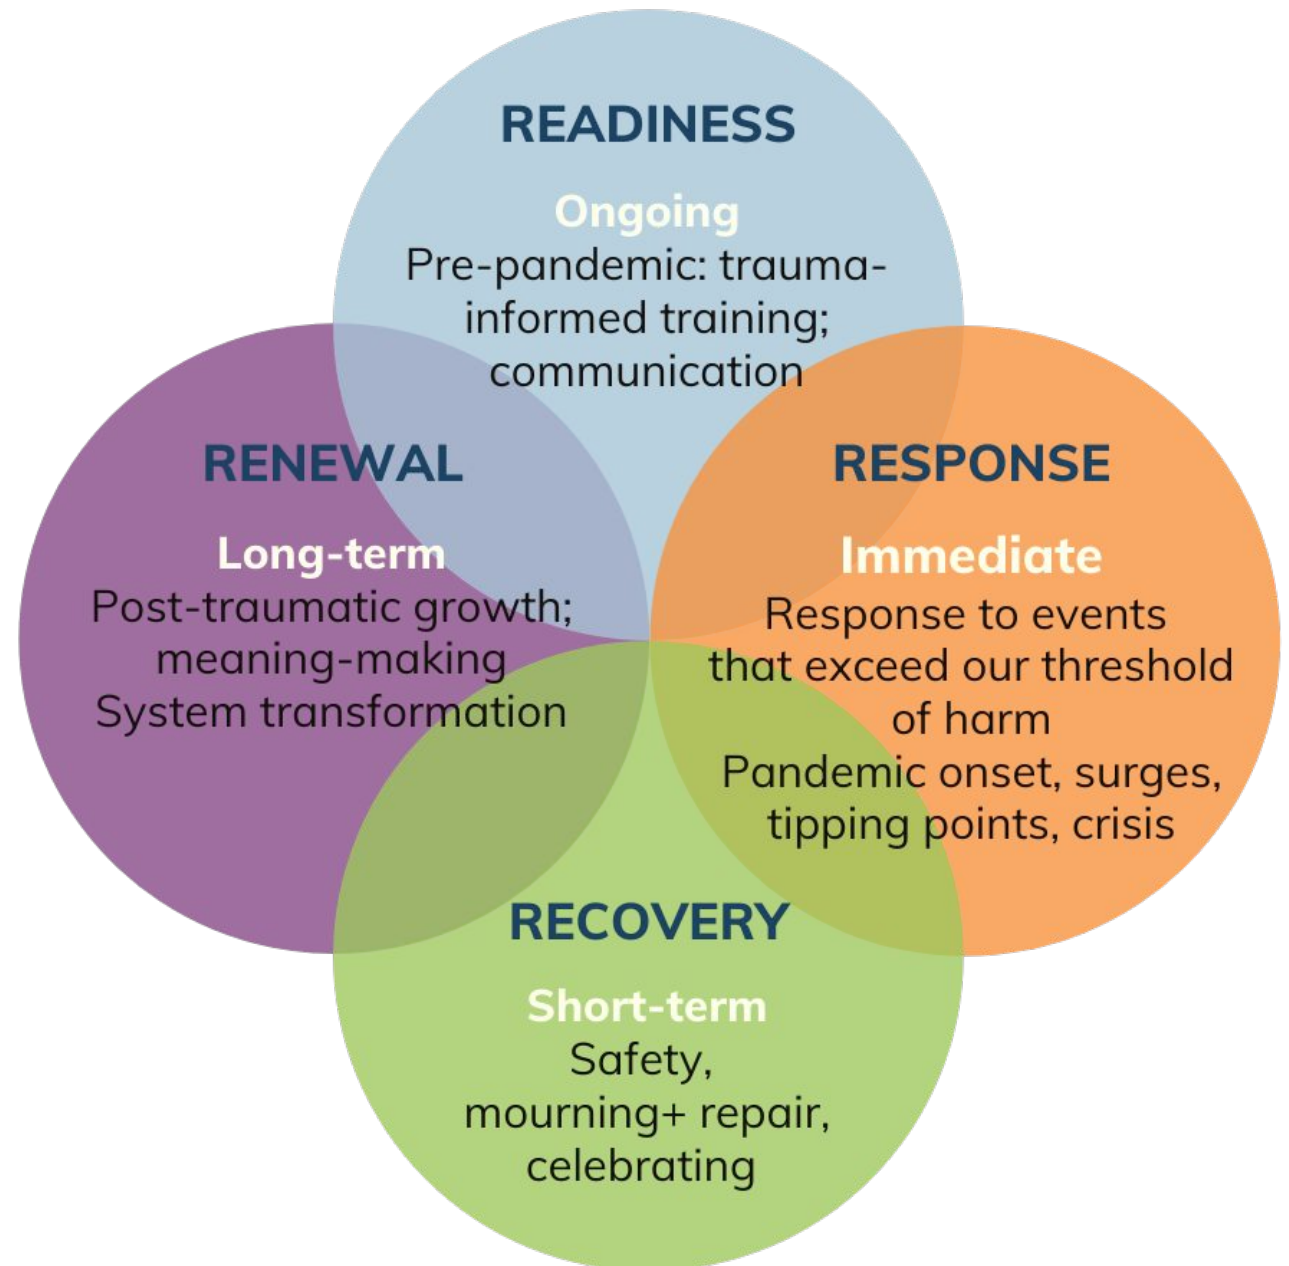 READINESS
Ongoing
Pre-pandemic: trauma-
informed training;
communication
RESPONSE
Immediate
Response to events
that exceed our threshold
of harm
Pandemic onset, surges,
tipping points, crisis
RECOVERY
Short-term
Safety,
mourning+ repair,
celebrating
RENEWAL
Long-term
Post-traumatic growth;
meaning-making
System transformation